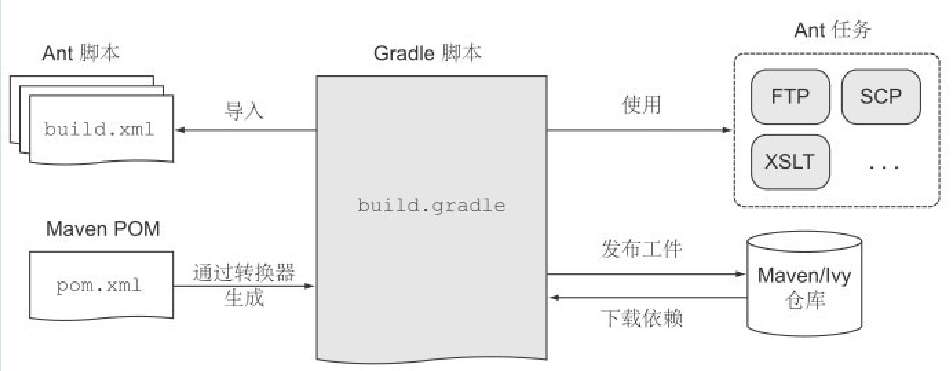 Ant 脚本
Gradle 脚本
Ant 任务
build.xml
导入
使用
FTP
SCP
XSLT
...
build.gradle
Maven POM
pom.xml
通过转换器
生成
发布工件
下载依赖
Maven/Ivy
仓库